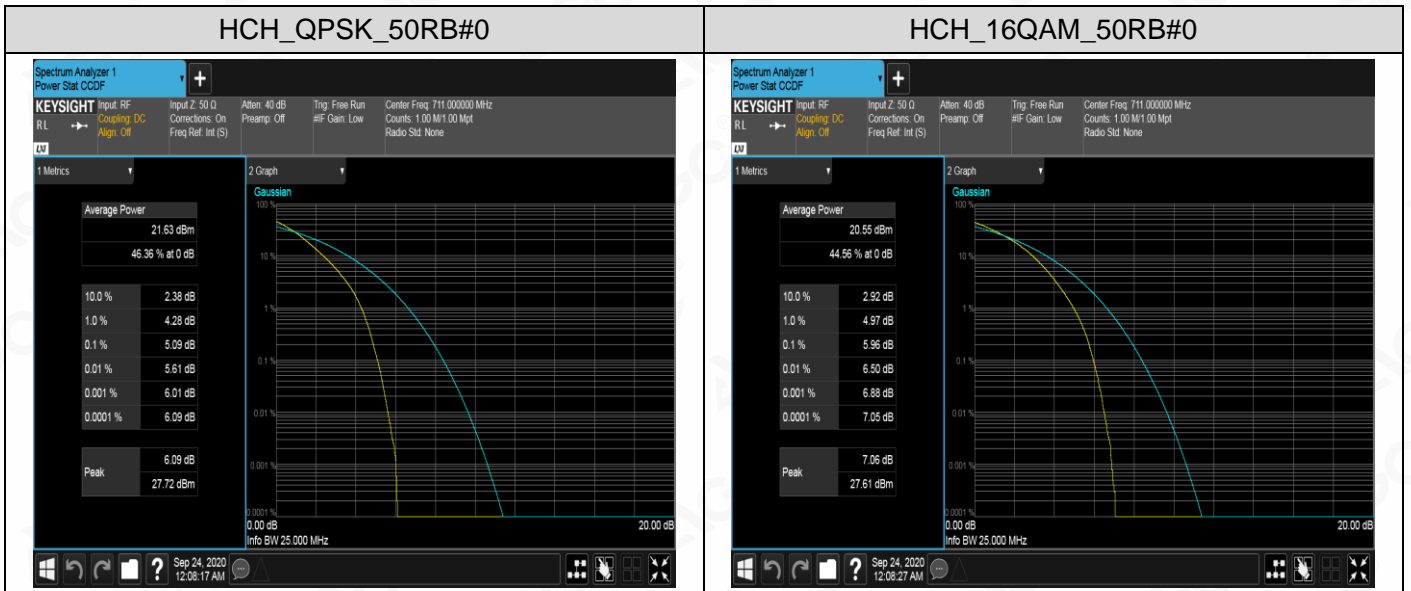 HCH_QPSK_50RB#0
Spectrum Analyzer 1
Power Stat CCDF
+
KEYSIGHT Input: RF
RL
Coupling: DC
Align: Off
LXI
Input Z: 50 Ω
Corrections: On
Freq Ref: Int (S)
Atten: 40 dB
Preamp: Off
Trig: Free Run
#IF Gain: Low
Center Freq: 711.000000 MHz
Counts: 1.00 M/1.00 Mpt
Radio Std: None
1 Metrics
Average Power
21.63 dBm
46.36 % at 0 dB
10.0 % 2.38 dB
1.0 % 4.28 dB
0.1 % 5.09 dB
0.01 % 5.61 dB
0.001 % 6.01 dB
0.0001 % 6.09 dB
Peak
6.09 dB
27.72 dBm
2 Graph
Gaussian
100 %
10 %
1 %
0.1 %
0.01 %
0.001 %
0.0001 %
0.00 dB 20.00 dB
Info BW 25.000 MHz
?
Sep 24, 2020
12:08:17 AM
HCH_16QAM_50RB#0
Spectrum Analyzer 1
Power Stat CCDF
+
KEYSIGHT Input: RF
RL
Coupling: DC
Align: Off
LXI
Input Z: 50 Ω
Corrections: On
Freq Ref: Int (S)
Atten: 40 dB
Preamp: Off
Trig: Free Run
#IF Gain: Low
Center Freq: 711.000000 MHz
Counts: 1.00 M/1.00 Mpt
Radio Std: None
1 Metrics
Average Power
20.55 dBm
44.56 % at 0 dB
10.0 % 2.92 dB
1.0 % 4.97 dB
0.1 % 5.96 dB
0.01 % 6.50 dB
0.001 % 6.88 dB
0.0001 % 7.05 dB
Peak
7.06 dB
27.61 dBm
2 Graph
Gaussian
100 %
10 %
1 %
0.1 %
0.01 %
0.001 %
0.0001 %
0.00 dB 20.00 dB
Info BW 25.000 MHz
?
Sep 24, 2020
12:08:27 AM